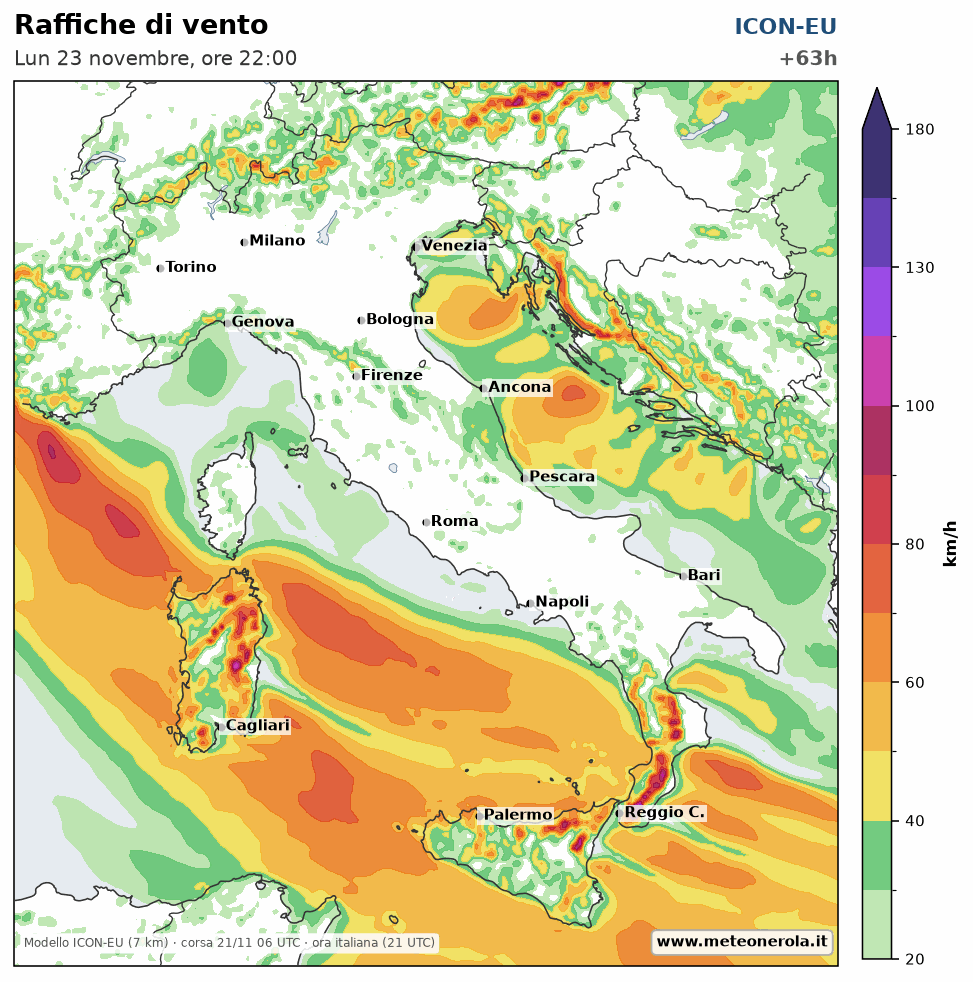 Raffiche di vento
ICON-EU
Lun 23 novembre, ore 22:00
+63h
180
130
100
80
60
40
20
km/h
Venezia
Milano
Torino
Genova
Bologna
Firenze
Ancona
Pescara
Roma
Bari
Napoli
Cagliari
Palermo
Reggio C.
Modello ICON-EU (7 km) · corsa 21/11 06 UTC · ora italiana (21 UTC)
www.meteonerola.it